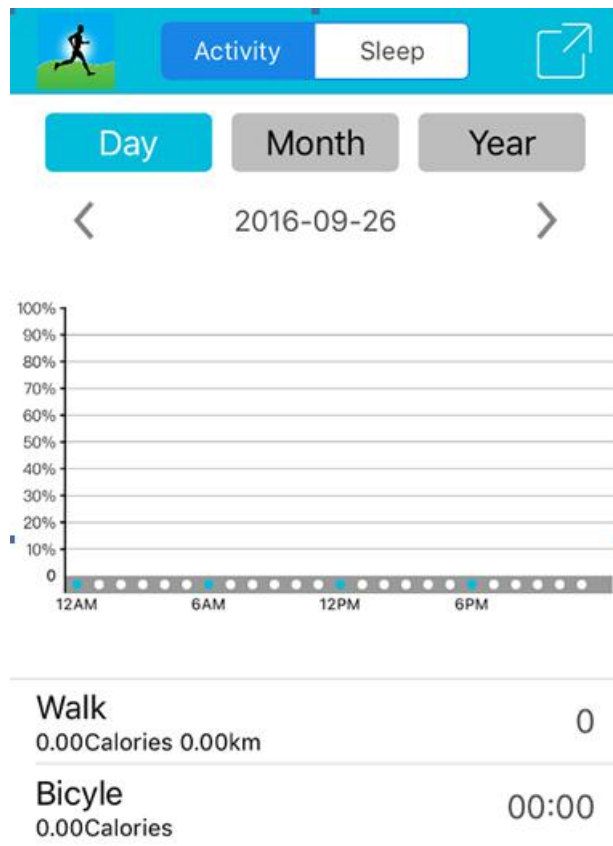 Activity Sleep
Day Month Year
2016-09-26
100%
90%
80%
70%
60%
50%
40%
30%
20%
10%
0
12AM 6AM 12PM 6PM
Walk 0
0.00Calories 0.00km
Bicyle 00:00
0.00Calories